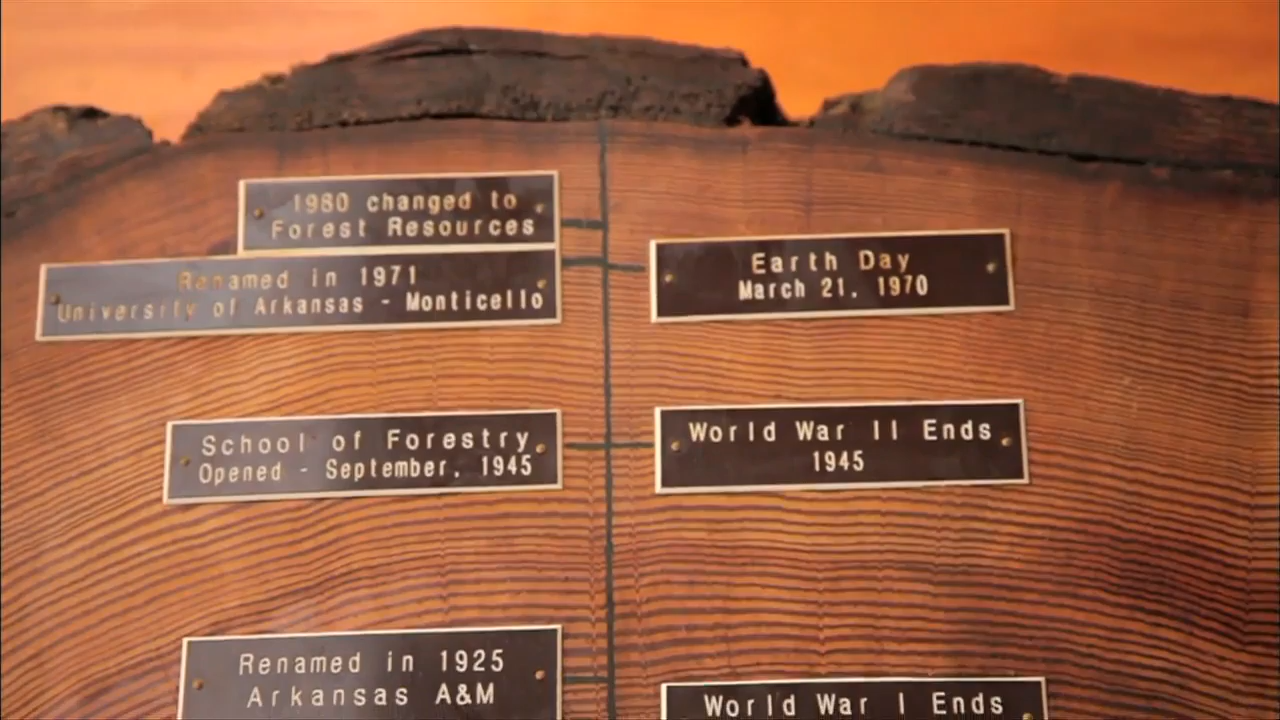 1980 changed to
Forest Resources
Renamed in 1971
University of Arkansas - Monticello
Earth Day
March 21, 1970
School of Forestry
Opened - September, 1945
World War II Ends
1945
Renamed in 1925
Arkansas A&M
World War I Ends